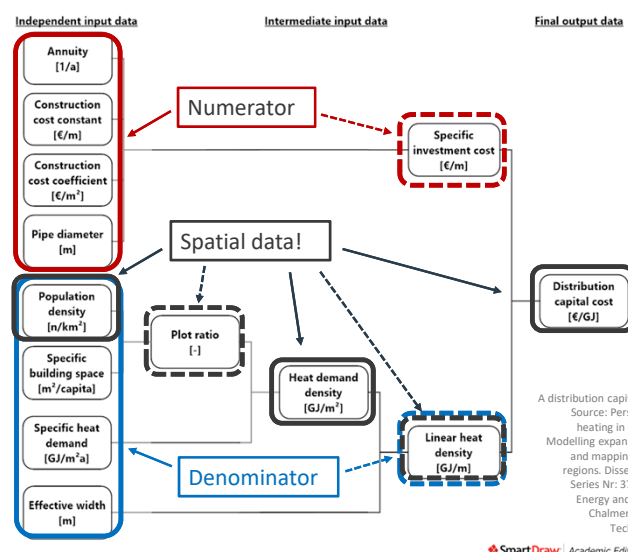 Independent input data
Intermediate input data
Final output data
Annuity
[1/a]
Construction
cost constant
[€/m]
Construction
cost coefficient
[€/m²]
Pipe diameter
[m]
Numerator
Specific
investment cost
[€/m]
Spatial data!
Population
density
[n/km²]
Specific
building space
[m²/capita]
Specific heat
demand
[GJ/m²a]
Effective width
[m]
Plot ratio
[-]
Heat demand
density
[GJ/m²]
Linear heat
density
[GJ/m]
Denominator
Distribution
capital cost
[€/GJ]
A distribution capi
Source: Pers
heating in
Modelling expan
and mappin
regions. Disse
Series Nr: 37
Energy and
Chalmer
Tec
SmartDraw Academic Edi